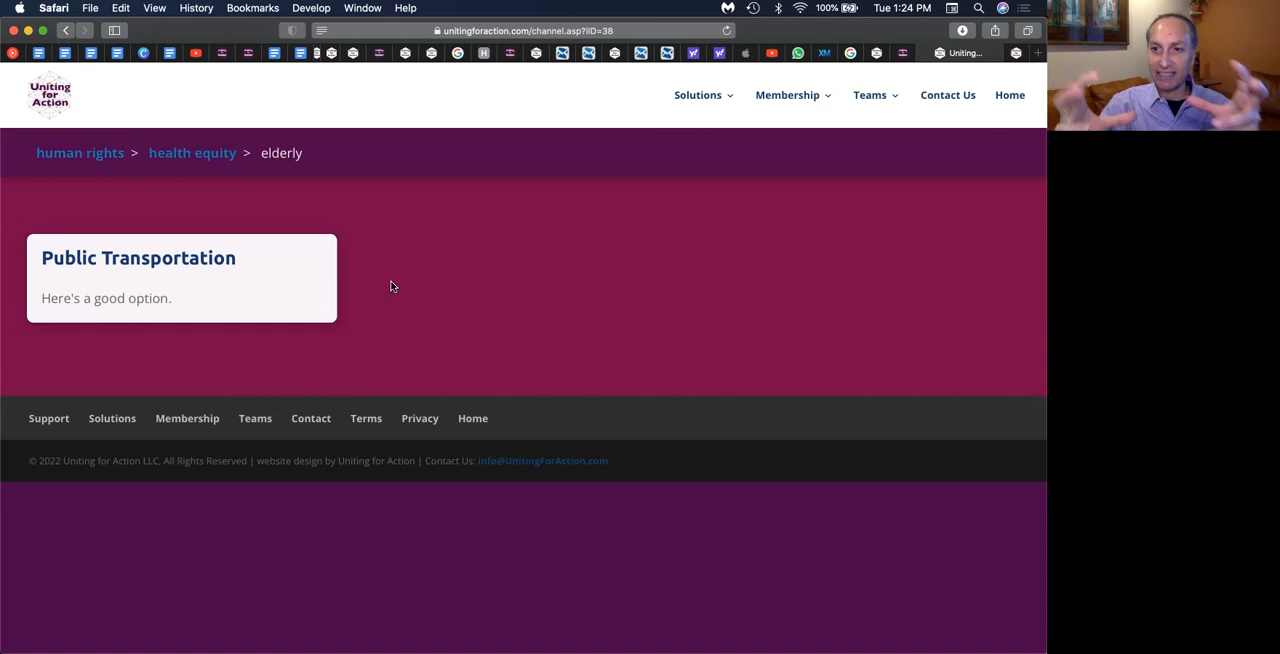 Safari File Edit View History Bookmarks Develop Window Help 100% Tue 1:24 PM
unitingforaction.com/channel.asp?iID=38
Uniting...
Uniting
for
Action
Solutions Membership Teams Contact Us Home
human rights > health equity > elderly
Public Transportation
Here's a good option.
Support Solutions Membership Teams Contact Terms Privacy Home
© 2022 Uniting for Action LLC, All Rights Reserved | website design by Uniting for Action | Contact Us: info@UnitingForAction.com